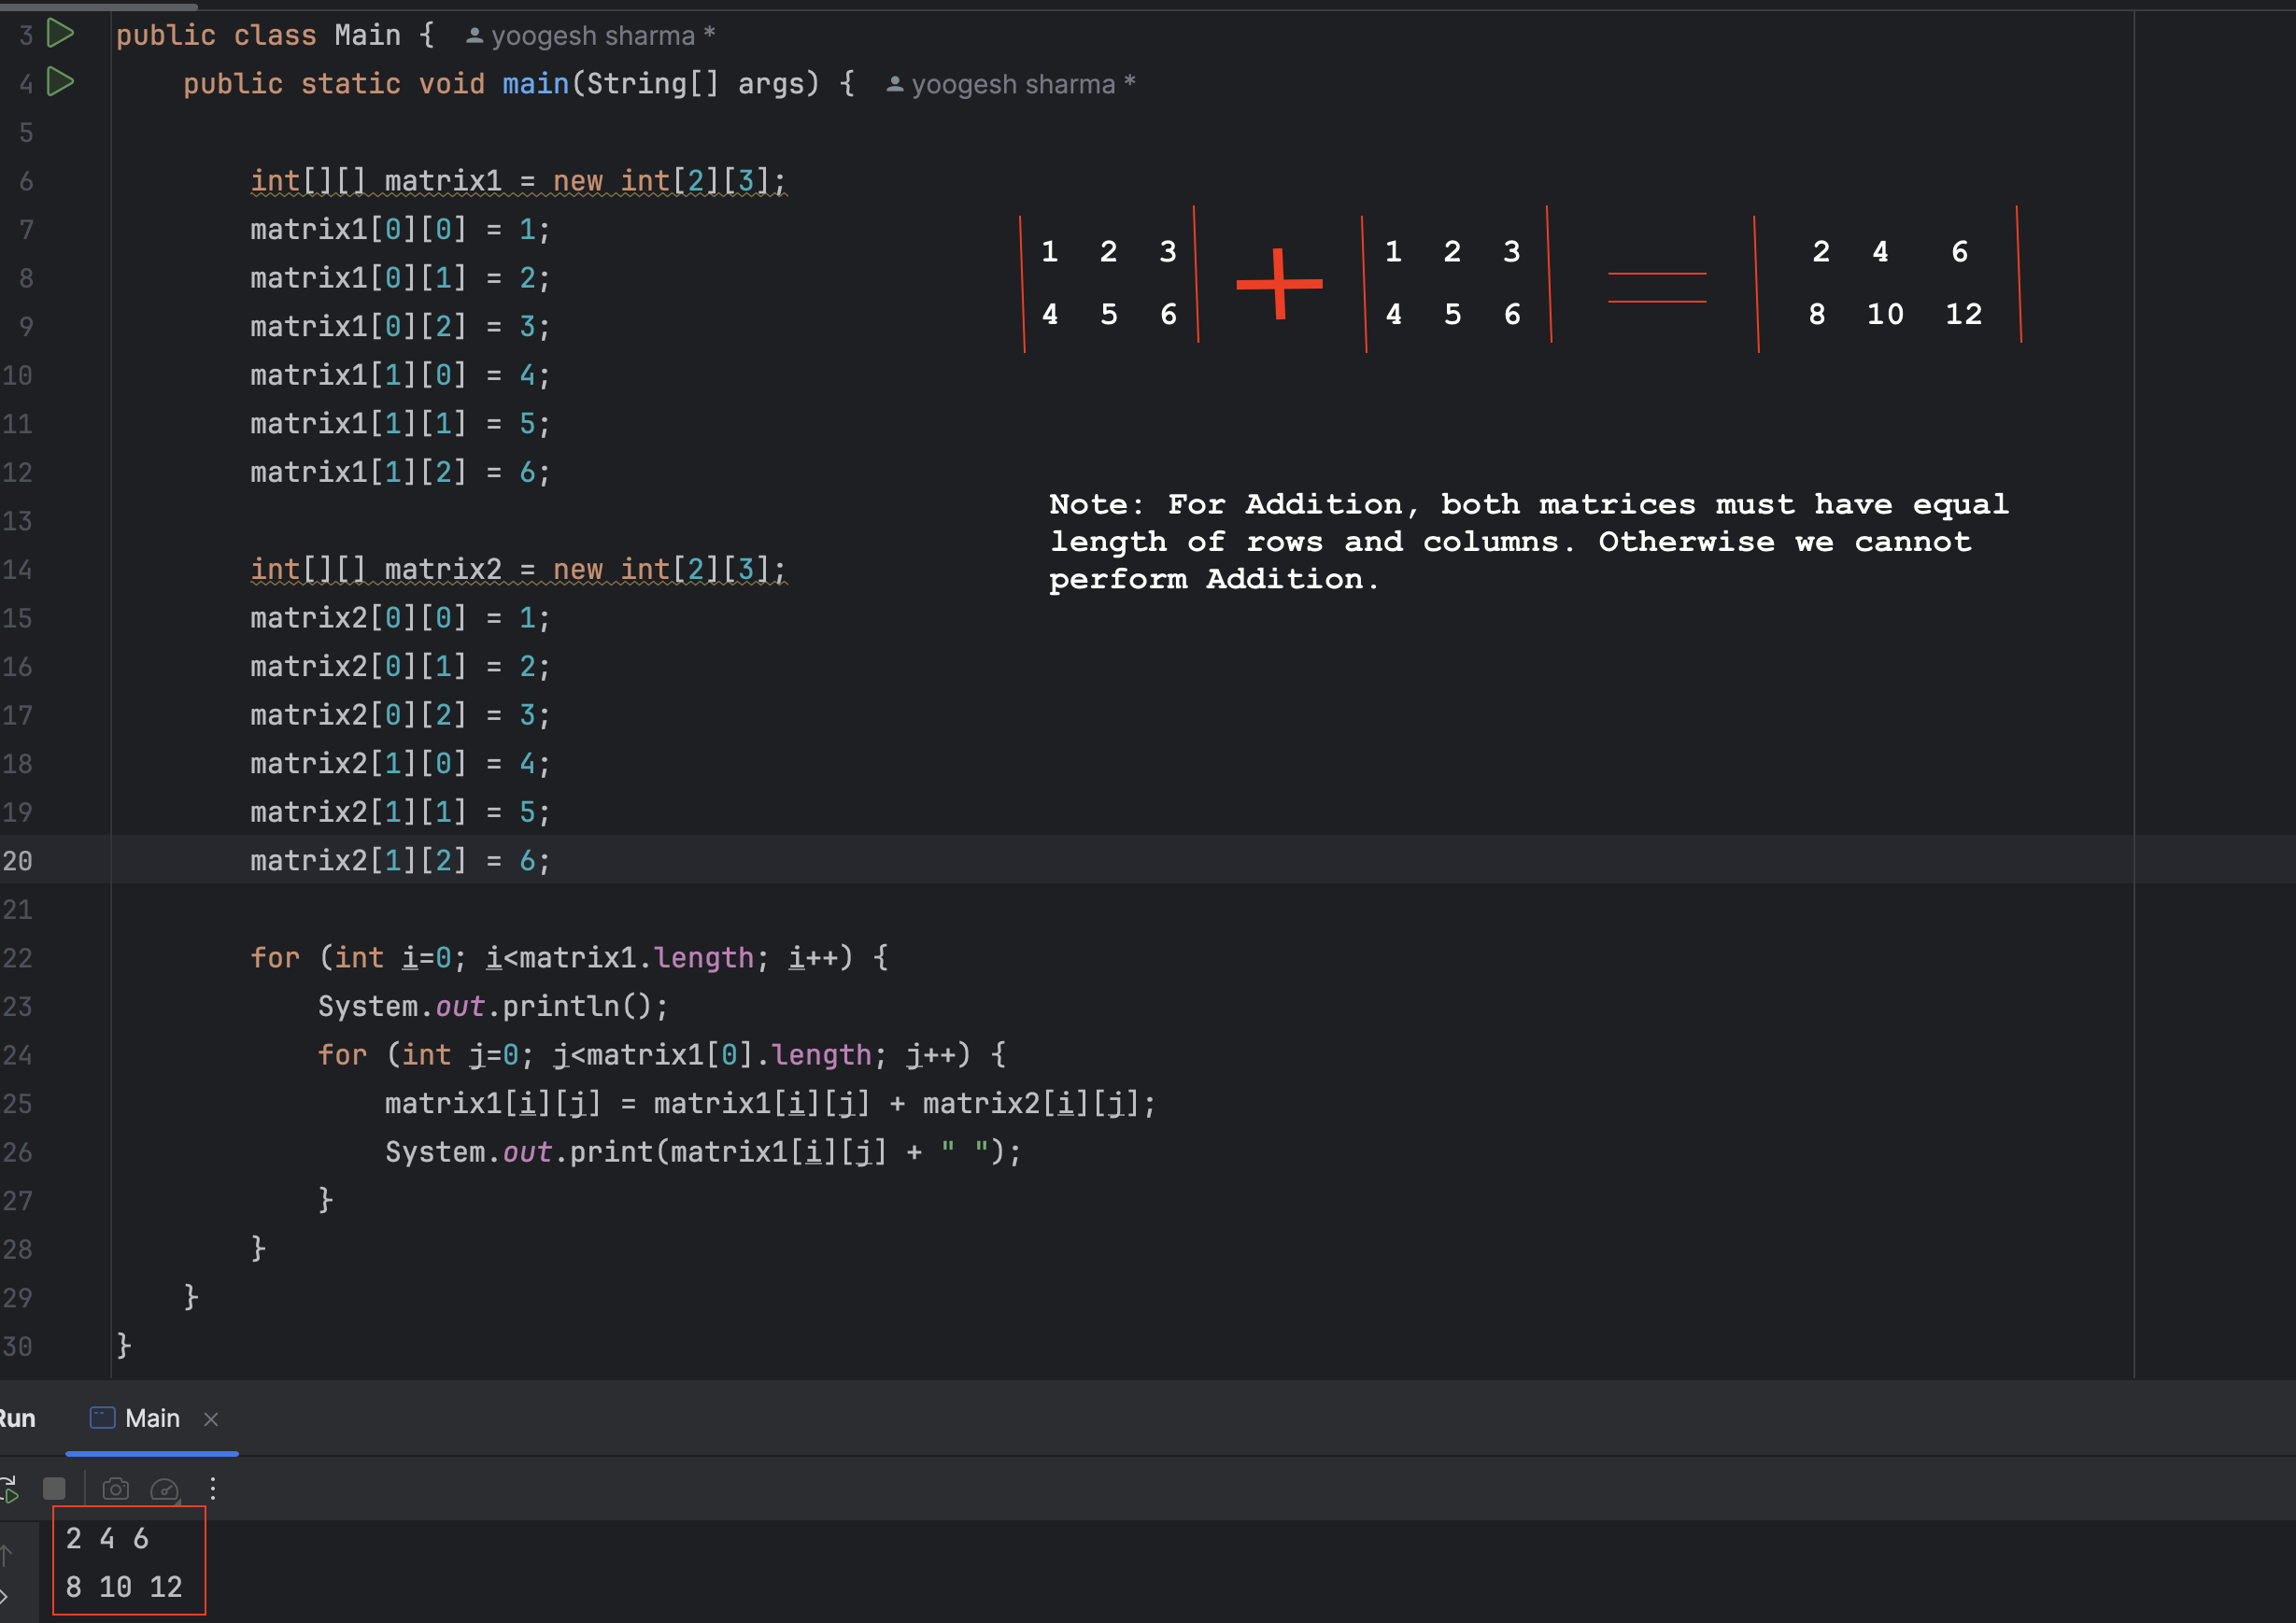 3 public class Main { yoogesh sharma *
4 public static void main(String[] args) { yoogesh sharma *
5
6 int[][] matrix1 = new int[2][3];
7 matrix1[0][0] = 1;
8 matrix1[0][1] = 2;
9 matrix1[0][2] = 3;
10 matrix1[1][0] = 4;
11 matrix1[1][1] = 5;
12 matrix1[1][2] = 6;
13
14 int[][] matrix2 = new int[2][3];
15 matrix2[0][0] = 1;
16 matrix2[0][1] = 2;
17 matrix2[0][2] = 3;
18 matrix2[1][0] = 4;
19 matrix2[1][1] = 5;
20 matrix2[1][2] = 6;
21
22 for (int i=0; i<matrix1.length; i++) {
23 System.out.println();
24 for (int j=0; j<matrix1[0].length; j++) {
25 matrix1[i][j] = matrix1[i][j] + matrix2[i][j];
26 System.out.print(matrix1[i][j] + " ");
27 }
28 }
29 }
30 }
1 2 3 1 2 3 2 4 6
+ =
4 5 6 4 5 6 8 10 12
Note: For Addition, both matrices must have equal
length of rows and columns. Otherwise we cannot
perform Addition.
Run Main
2 4 6
8 10 12